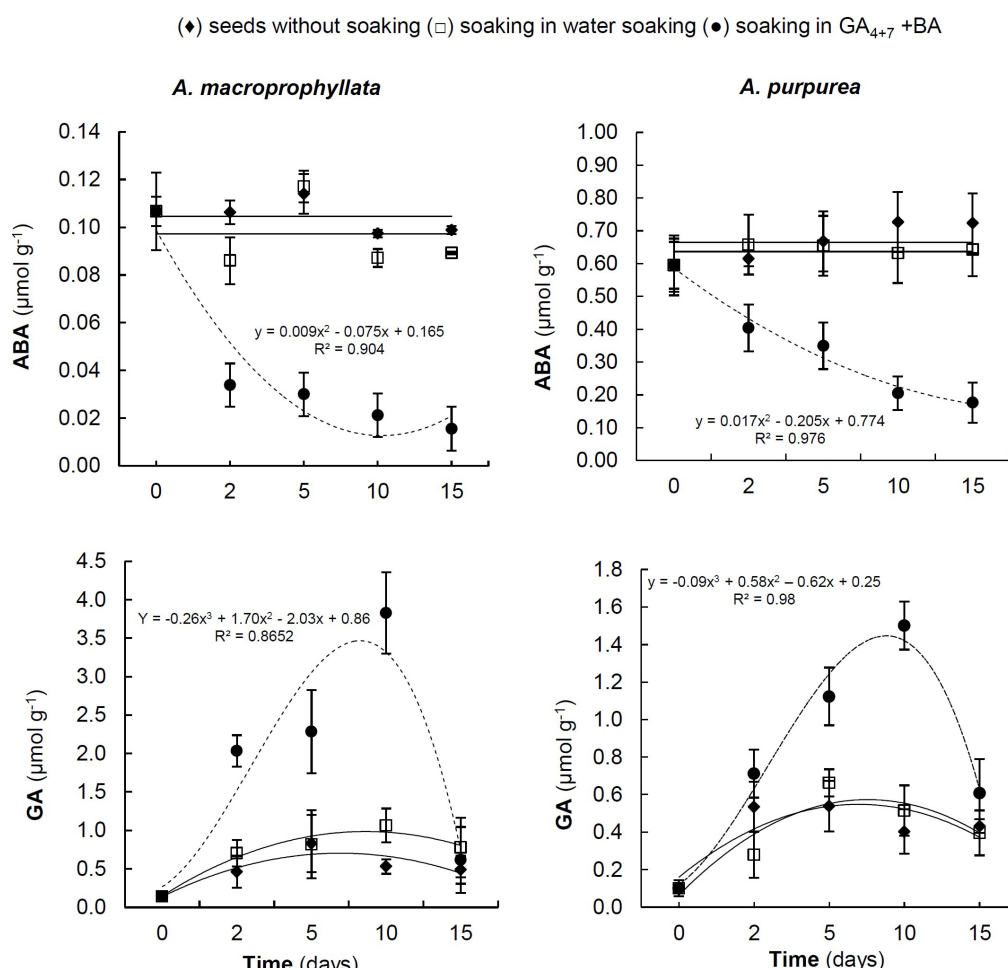 (♦) seeds without soaking (□) soaking in water soaking (●) soaking in GA₄₊₇ +BA
A. macroprophyllata
A. purpurea
ABA (µmol g⁻¹)
0.14
0.12
0.10
0.08
0.06
0.04
0.02
0.00
y = 0.009x² - 0.075x + 0.165
R² = 0.904
0 2 5 10 15
ABA (µmol g⁻¹)
1.00
0.90
0.80
0.70
0.60
0.50
0.40
0.30
0.20
0.10
0.00
y = 0.017x² - 0.205x + 0.774
R² = 0.976
0 2 5 10 15
GA (µmol g⁻¹)
4.5
4.0
3.5
3.0
2.5
2.0
1.5
1.0
0.5
0.0
Y = -0.26x³ + 1.70x² - 2.03x + 0.86
R² = 0.8652
0 2 5 10 15
Time (days)
GA (µmol g⁻¹)
1.8
1.6
1.4
1.2
1.0
0.8
0.6
0.4
0.2
0.0
y = -0.09x³ + 0.58x² – 0.62x + 0.25
R² = 0.98
0 2 5 10 15
Time (days)